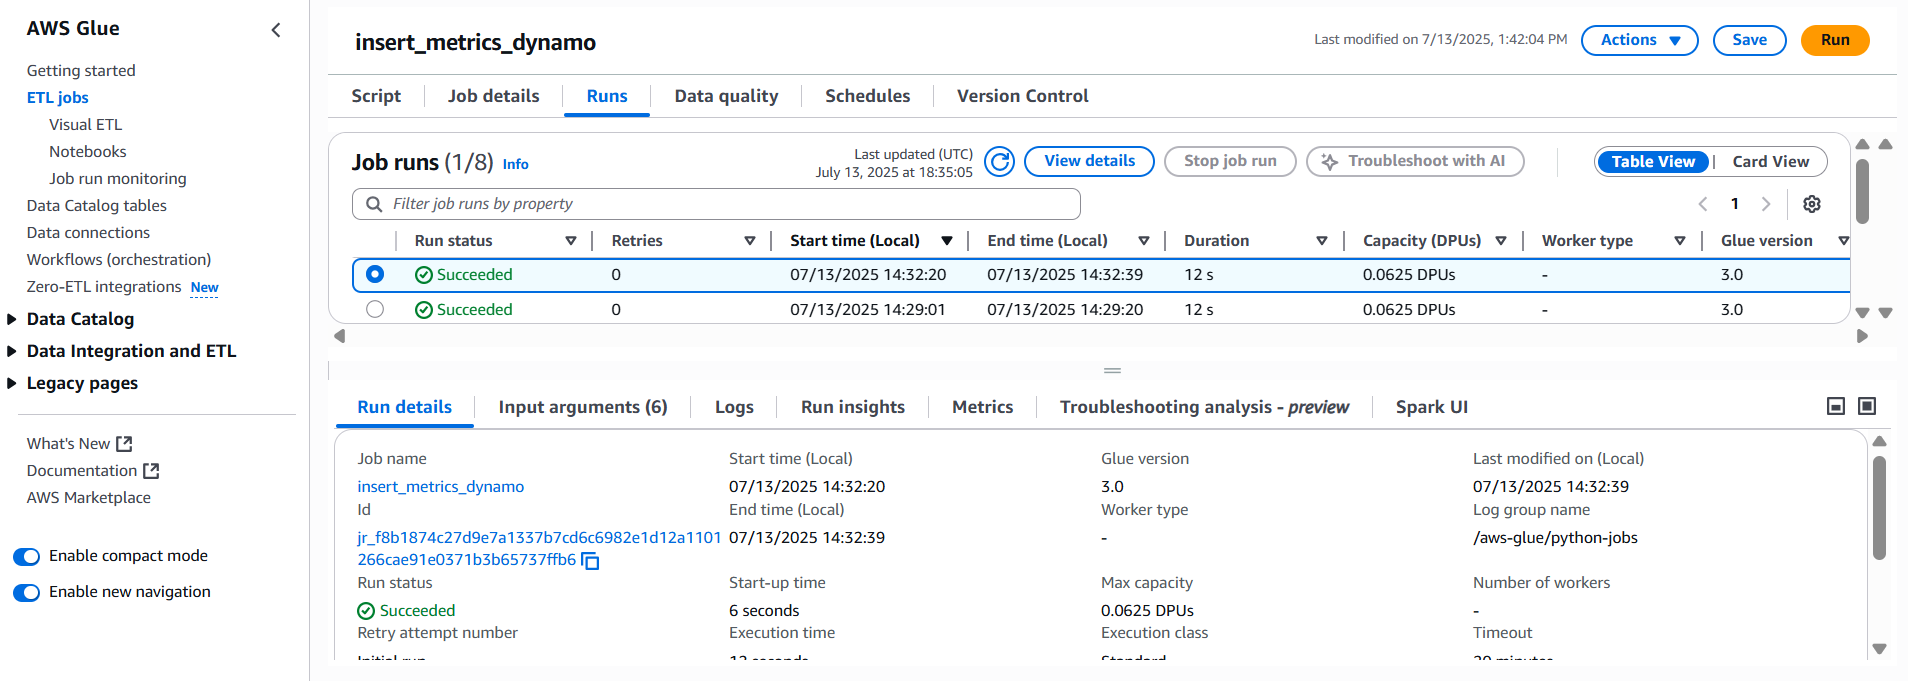 AWS Glue
Getting started
ETL jobs
Visual ETL
Notebooks
Job run monitoring
Data Catalog tables
Data connections
Workflows (orchestration)
Zero-ETL integrations New
Data Catalog
Data Integration and ETL
Legacy pages
What's New
Documentation
AWS Marketplace
Enable compact mode
Enable new navigation
insert_metrics_dynamo
Last modified on 7/13/2025, 1:42:04 PM
Actions
Save
Run
Script Job details Runs Data quality Schedules Version Control
Job runs (1/8) Info
Last updated (UTC)
July 13, 2025 at 18:35:05
View details
Stop job run
Troubleshoot with AI
Table View Card View
Filter job runs by property
1
Run status Retries Start time (Local) End time (Local) Duration Capacity (DPUs) Worker type Glue version
Succeeded 0 07/13/2025 14:32:20 07/13/2025 14:32:39 12 s 0.0625 DPUs - 3.0
Succeeded 0 07/13/2025 14:29:01 07/13/2025 14:29:20 12 s 0.0625 DPUs - 3.0
Run details Input arguments (6) Logs Run insights Metrics Troubleshooting analysis - preview Spark UI
Job name Start time (Local) Glue version Last modified on (Local)
insert_metrics_dynamo 07/13/2025 14:32:20 3.0 07/13/2025 14:32:39
Id End time (Local) Worker type Log group name
jr_f8b1874c27d9e7a1337b7cd6c6982e1d12a1101 07/13/2025 14:32:39 - /aws-glue/python-jobs
266cae91e0371b3b65737ffb6
Run status Start-up time Max capacity Number of workers
Succeeded 6 seconds 0.0625 DPUs -
Retry attempt number Execution time Execution class Timeout
Initial run 12 seconds Standard